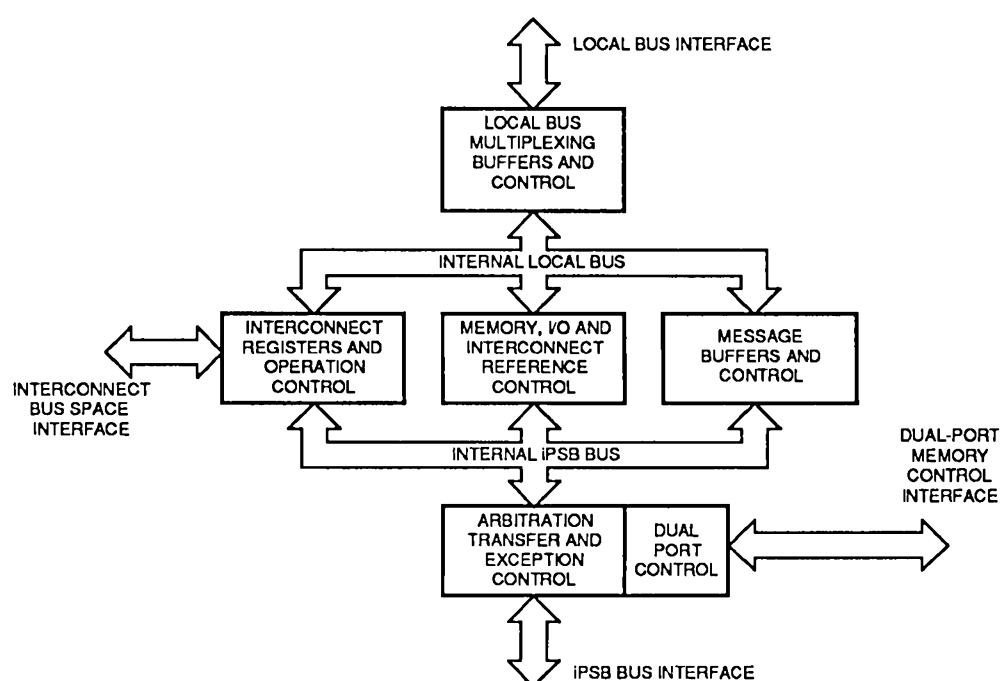 LOCAL BUS INTERFACE
LOCAL BUS
MULTIPLEXING
BUFFERS AND
CONTROL
INTERNAL LOCAL BUS
INTERCONNECT
REGISTERS AND
OPERATION
CONTROL
MEMORY, I/O AND
INTERCONNECT
REFERENCE
CONTROL
MESSAGE
BUFFERS AND
CONTROL
INTERCONNECT
BUS SPACE
INTERFACE
INTERNAL iPSB BUS
DUAL-PORT
MEMORY
CONTROL
INTERFACE
ARBITRATION
TRANSFER AND
EXCEPTION
CONTROL
DUAL
PORT
CONTROL
iPSB BUS INTERFACE